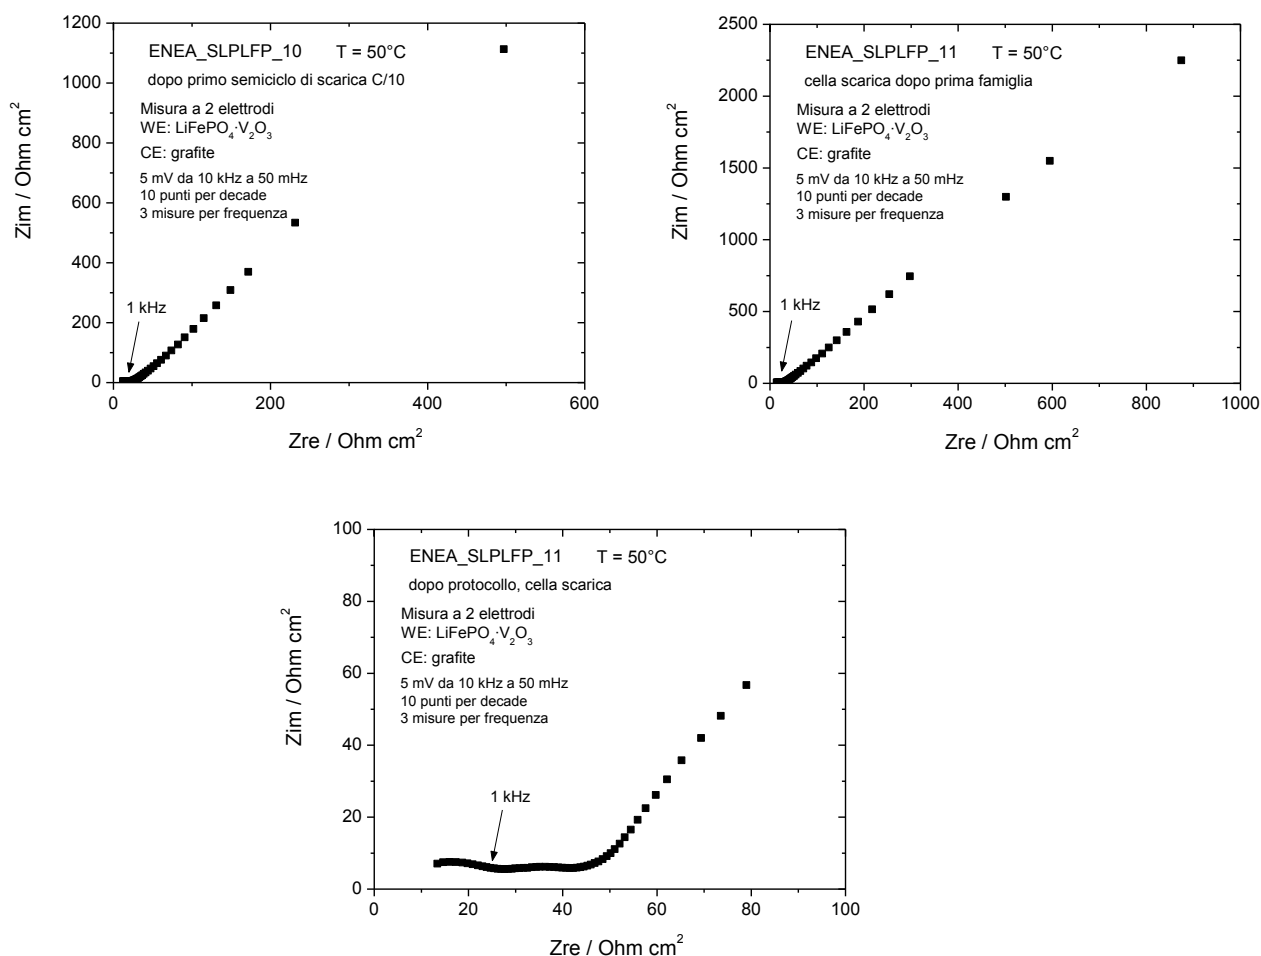 1200
1000
800
600
400
200
0
0
200
400
600
Zim / Ohm cm²
Zre / Ohm cm²
ENEA_SLPLFP_10 T = 50°C
dopo primo semiciclo di scarica C/10
Misura a 2 elettrodi
WE: LiFePO₄·V₂O₃
CE: grafite
5 mV da 10 kHz a 50 mHz
10 punti per decade
3 misure per frequenza
1 kHz
2500
2000
1500
1000
500
0
0
200
400
600
800
1000
Zim / Ohm cm²
Zre / Ohm cm²
ENEA_SLPLFP_11 T = 50°C
cella scarica dopo prima famiglia
Misura a 2 elettrodi
WE: LiFePO₄·V₂O₃
CE: grafite
5 mV da 10 kHz a 50 mHz
10 punti per decade
3 misure per frequenza
1 kHz
100
80
60
40
20
0
0
20
40
60
80
100
Zim / Ohm cm²
Zre / Ohm cm²
ENEA_SLPLFP_11 T = 50°C
dopo protocollo, cella scarica
Misura a 2 elettrodi
WE: LiFePO₄·V₂O₃
CE: grafite
5 mV da 10 kHz a 50 mHz
10 punti per decade
3 misure per frequenza
1 kHz